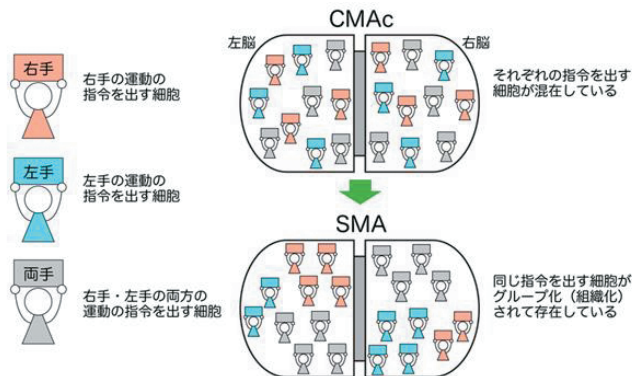 CMAc
左脳
右脳
右手
右手の運動の
指令を出す細胞
それぞれの指令を出す
細胞が混在している
左手
左手の運動の
指令を出す細胞
SMA
両手
右手・左手の両方の
運動の指令を出す細胞
同じ指令を出す細胞が
グループ化（組織化）
されて存在している